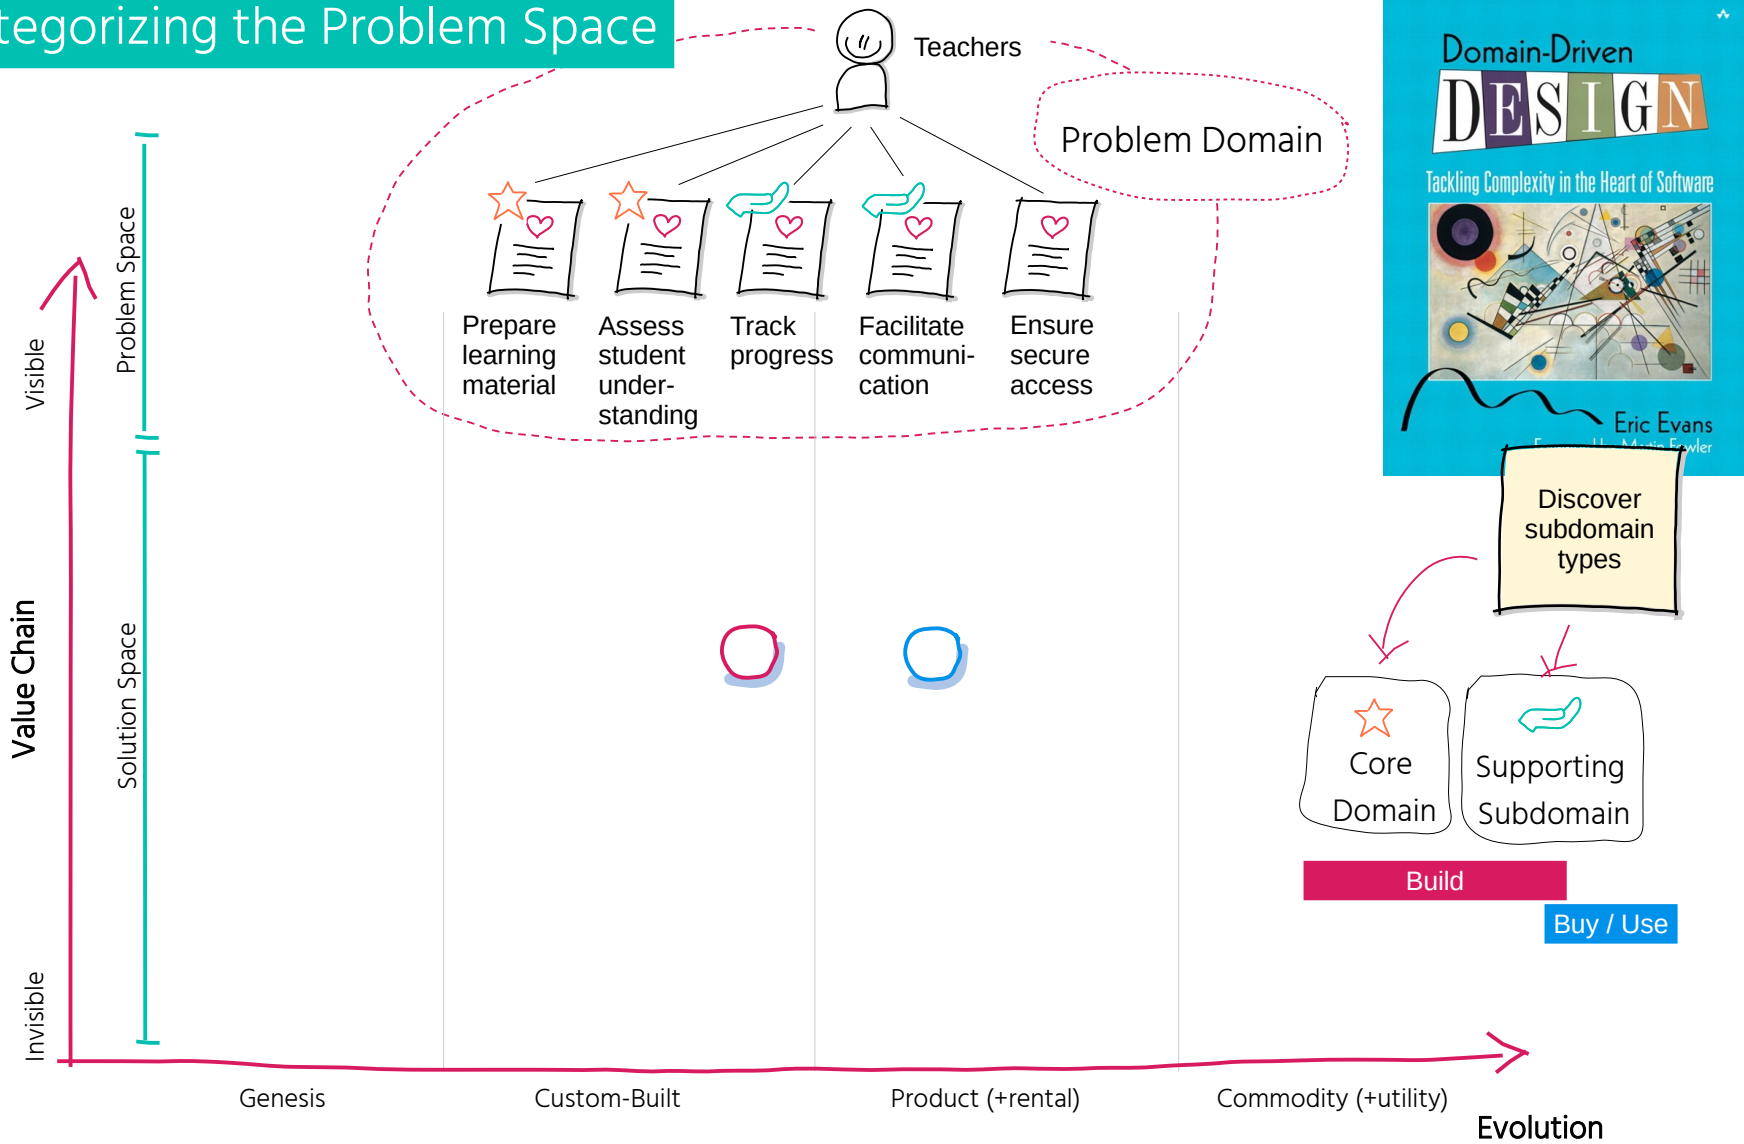 tegorizing the Problem Space
Teachers
Problem Domain
Prepare
learning
material
Assess
student
under-
standing
Track
progress
Facilitate
communi-
cation
Ensure
secure
access
Visible
Problem Space
Value Chain
Solution Space
Invisible
Domain-Driven
DESIGN
Tackling Complexity in the Heart of Software
Eric Evans
Discover
subdomain
types
Core
Domain
Supporting
Subdomain
Build
Buy / Use
Genesis
Custom-Built
Product (+rental)
Commodity (+utility)
Evolution